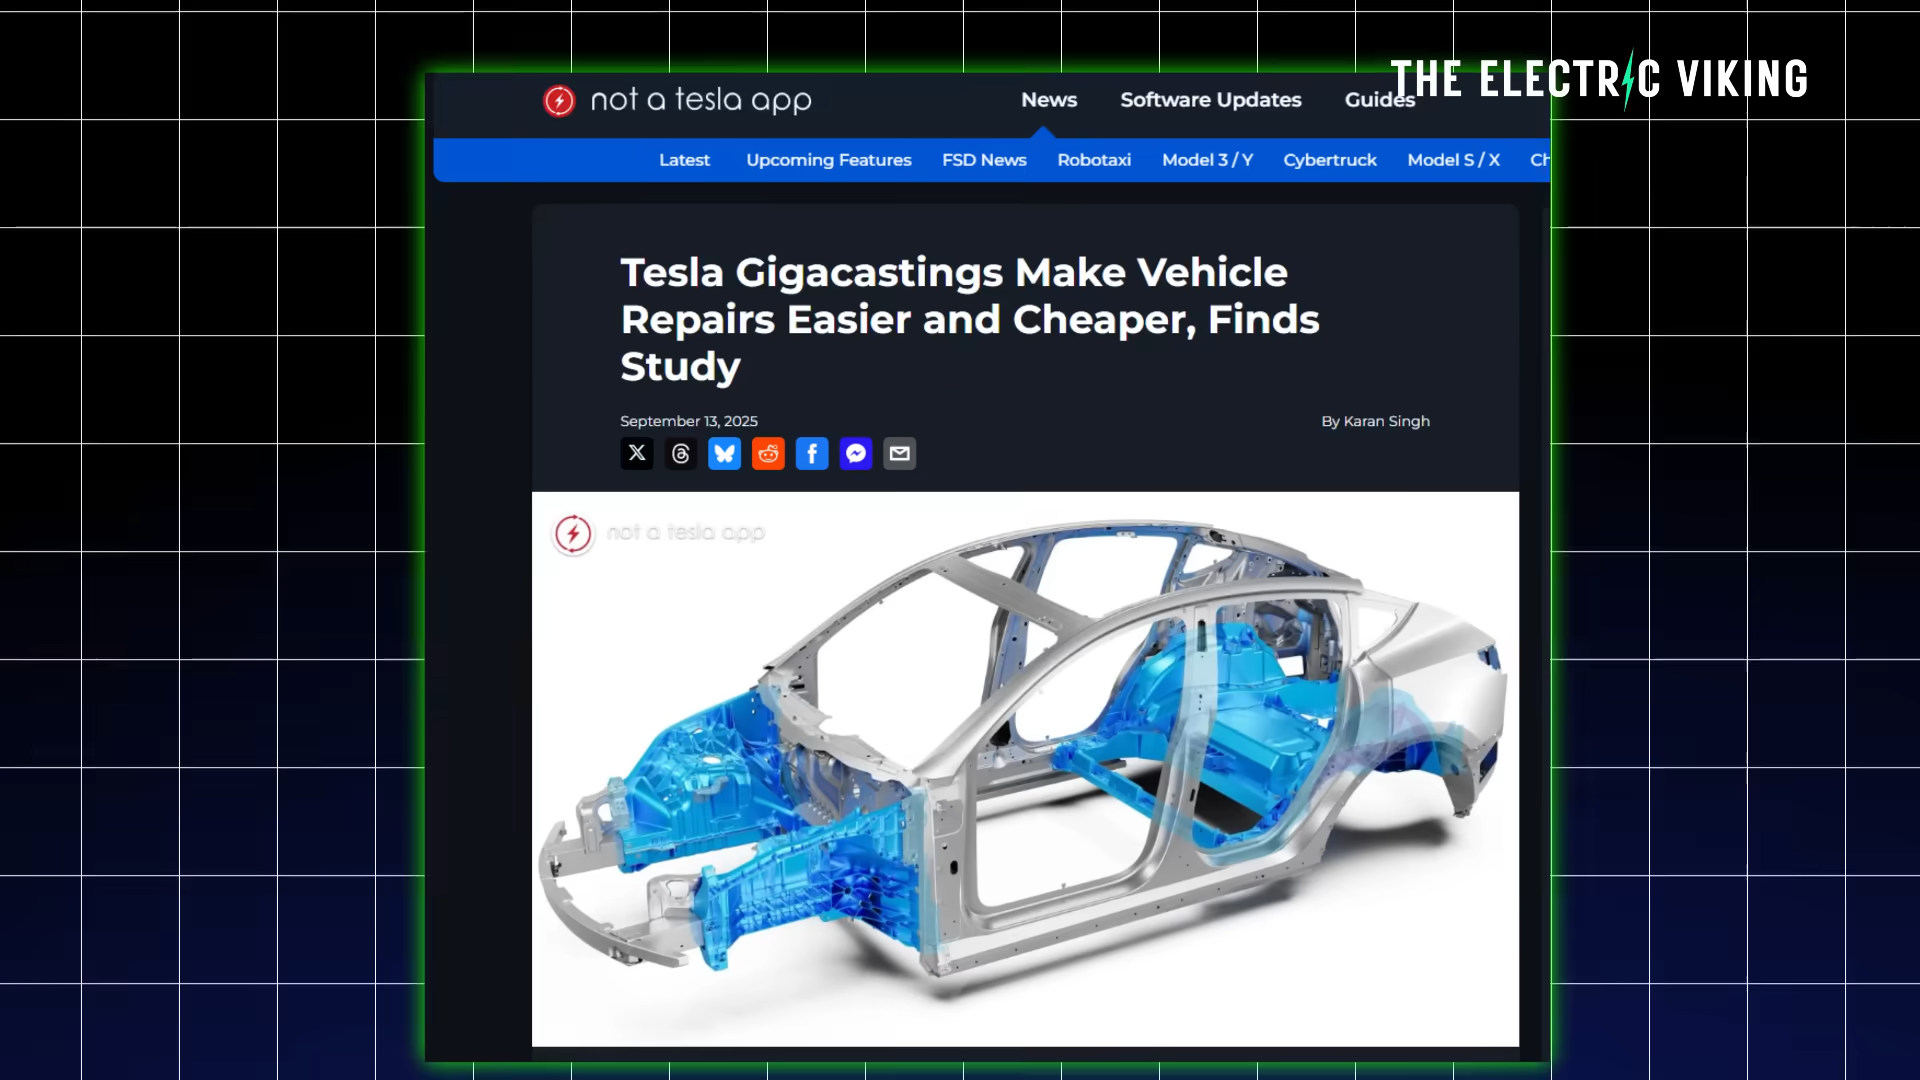 THE ELECTRIC VIKING
not a tesla app
News Software Updates Guides
Latest Upcoming Features FSD News Robotaxi Model 3 / Y Cybertruck Model S / X Ch
Tesla Gigacastings Make Vehicle
Repairs Easier and Cheaper, Finds
Study
September 13, 2025 By Karan Singh
not a tesla app